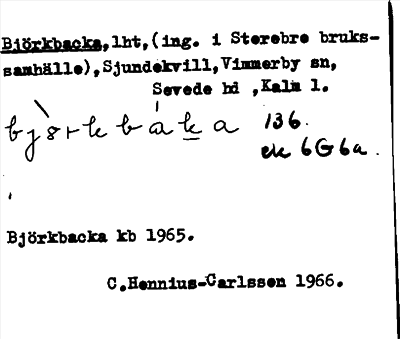 Björkbacka,lht,(ing. i Storebro bruks-
samhälle),Sjundekvill,Vimmerby sn,
Sevede hd ,Kalm l.
136.
ek 6G6a.
Björkbacka kb 1965.
C.Hennius-Carlsson 1966.